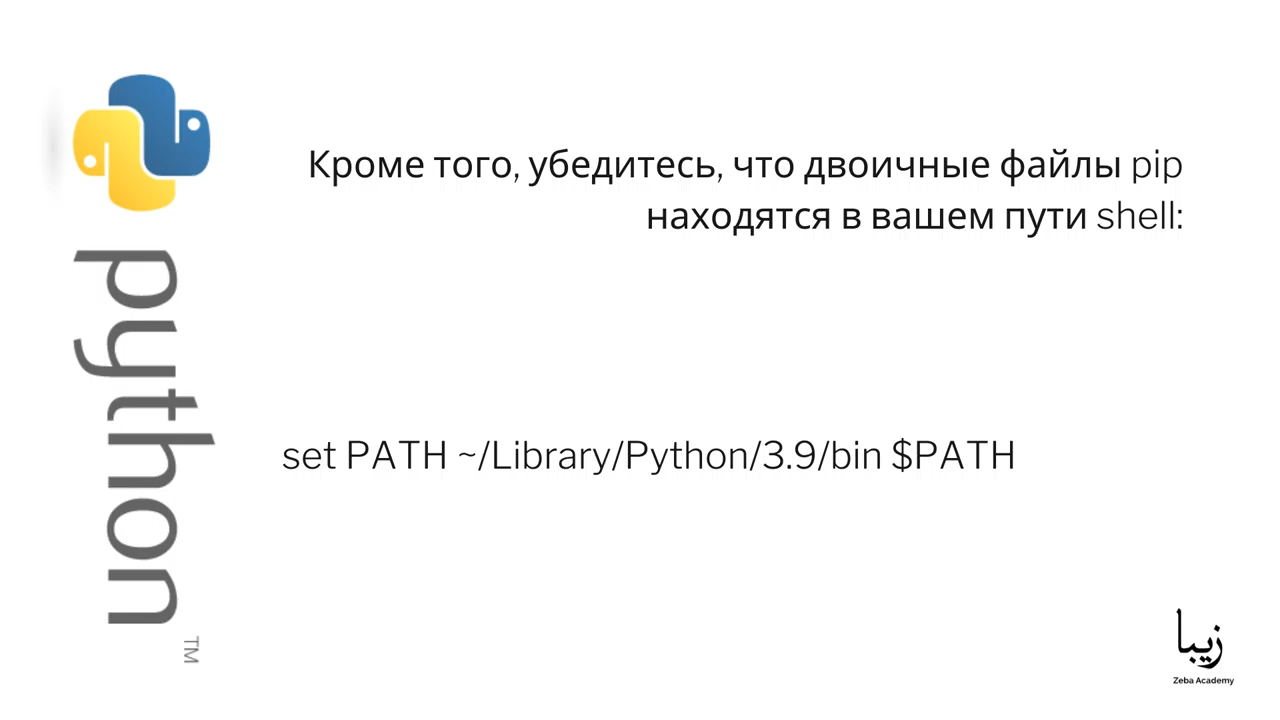 Кроме того, убедитесь, что двоичные файлы pip
находятся в вашем пути shell:
set PATH ~/Library/Python/3.9/bin $PATH
python
TM
زیبا
Zeba Academy